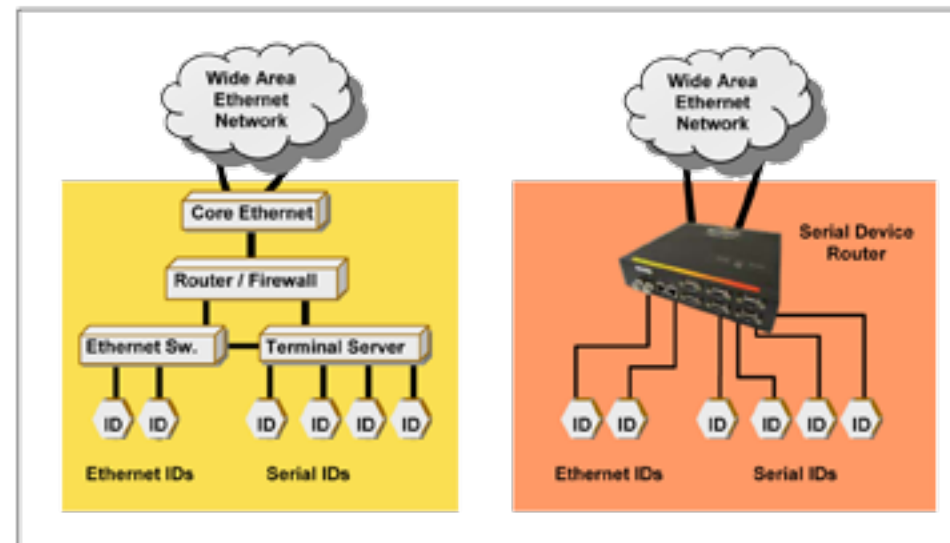 Wide Area
Ethernet
Network
Core Ethernet
Router / Firewall
Ethernet Sw.
Terminal Server
ID
ID
ID
ID
ID
ID
Ethernet IDs
Serial IDs
Wide Area
Ethernet
Network
Serial Device
Router
ID
ID
ID
ID
ID
ID
Ethernet IDs
Serial IDs